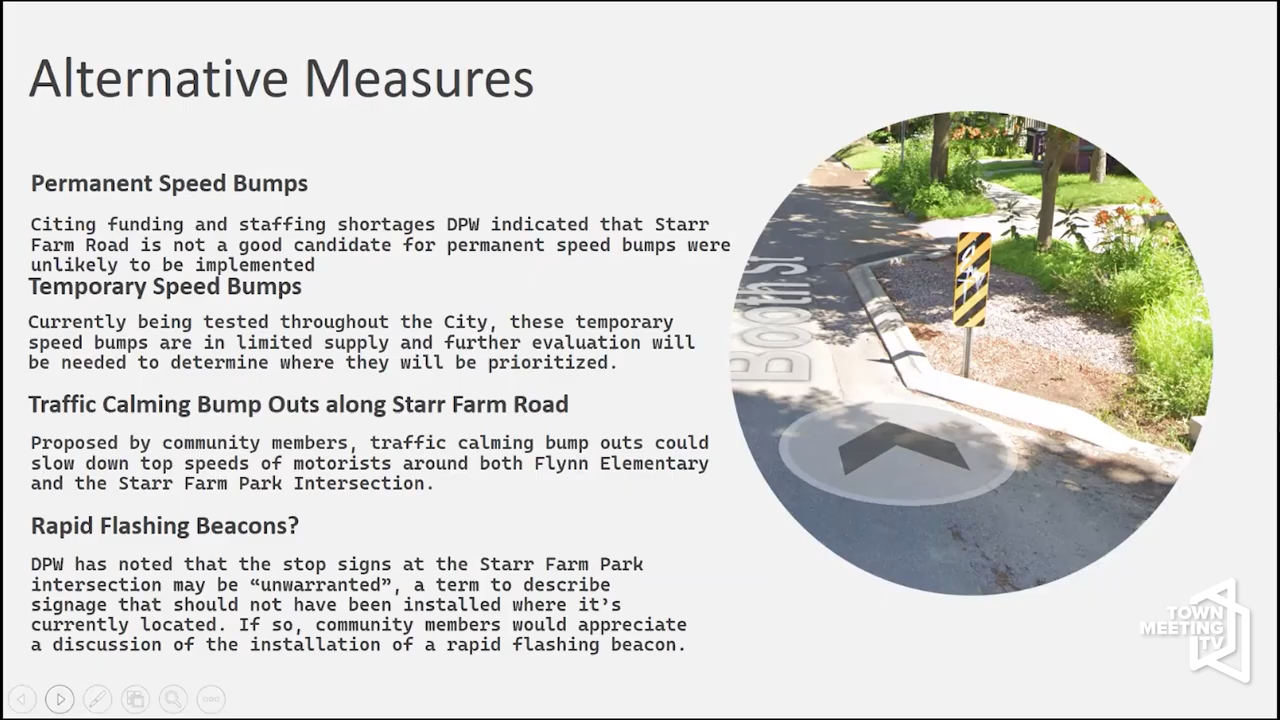 Alternative Measures
Permanent Speed Bumps
Citing funding and staffing shortages DPW indicated that Starr
Farm Road is not a good candidate for permanent speed bumps were
unlikely to be implemented
Temporary Speed Bumps
Currently being tested throughout the City, these temporary
speed bumps are in limited supply and further evaluation will
be needed to determine where they will be prioritized.
Traffic Calming Bump Outs along Starr Farm Road
Proposed by community members, traffic calming bump outs could
slow down top speeds of motorists around both Flynn Elementary
and the Starr Farm Park Intersection.
Rapid Flashing Beacons?
DPW has noted that the stop signs at the Starr Farm Park
intersection may be “unwarranted”, a term to describe
signage that should not have been installed where it’s
currently located. If so, community members would appreciate
a discussion of the installation of a rapid flashing beacon.
Booth St
TOWN
MEETING
TV